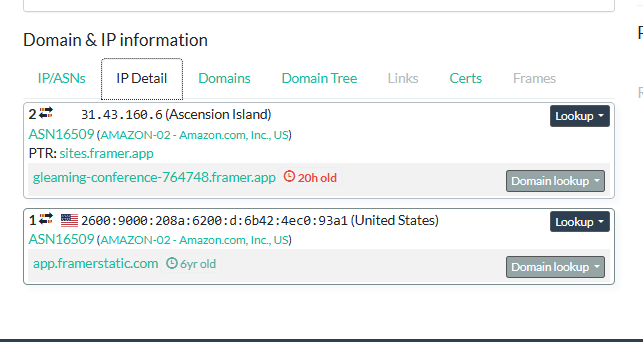 Domain & IP information
IP/ASNs IP Detail Domains Domain Tree Links Certs Frames
2 31.43.160.6 (Ascension Island) Lookup
ASN16509 (AMAZON-02 - Amazon.com, Inc., US)
PTR: sites.framer.app
gleaming-conference-764748.framer.app 20h old Domain lookup
1 2600:9000:208a:6200:d:6b42:4ec0:93a1 (United States) Lookup
ASN16509 (AMAZON-02 - Amazon.com, Inc., US)
app.framerstatic.com 6yr old Domain lookup